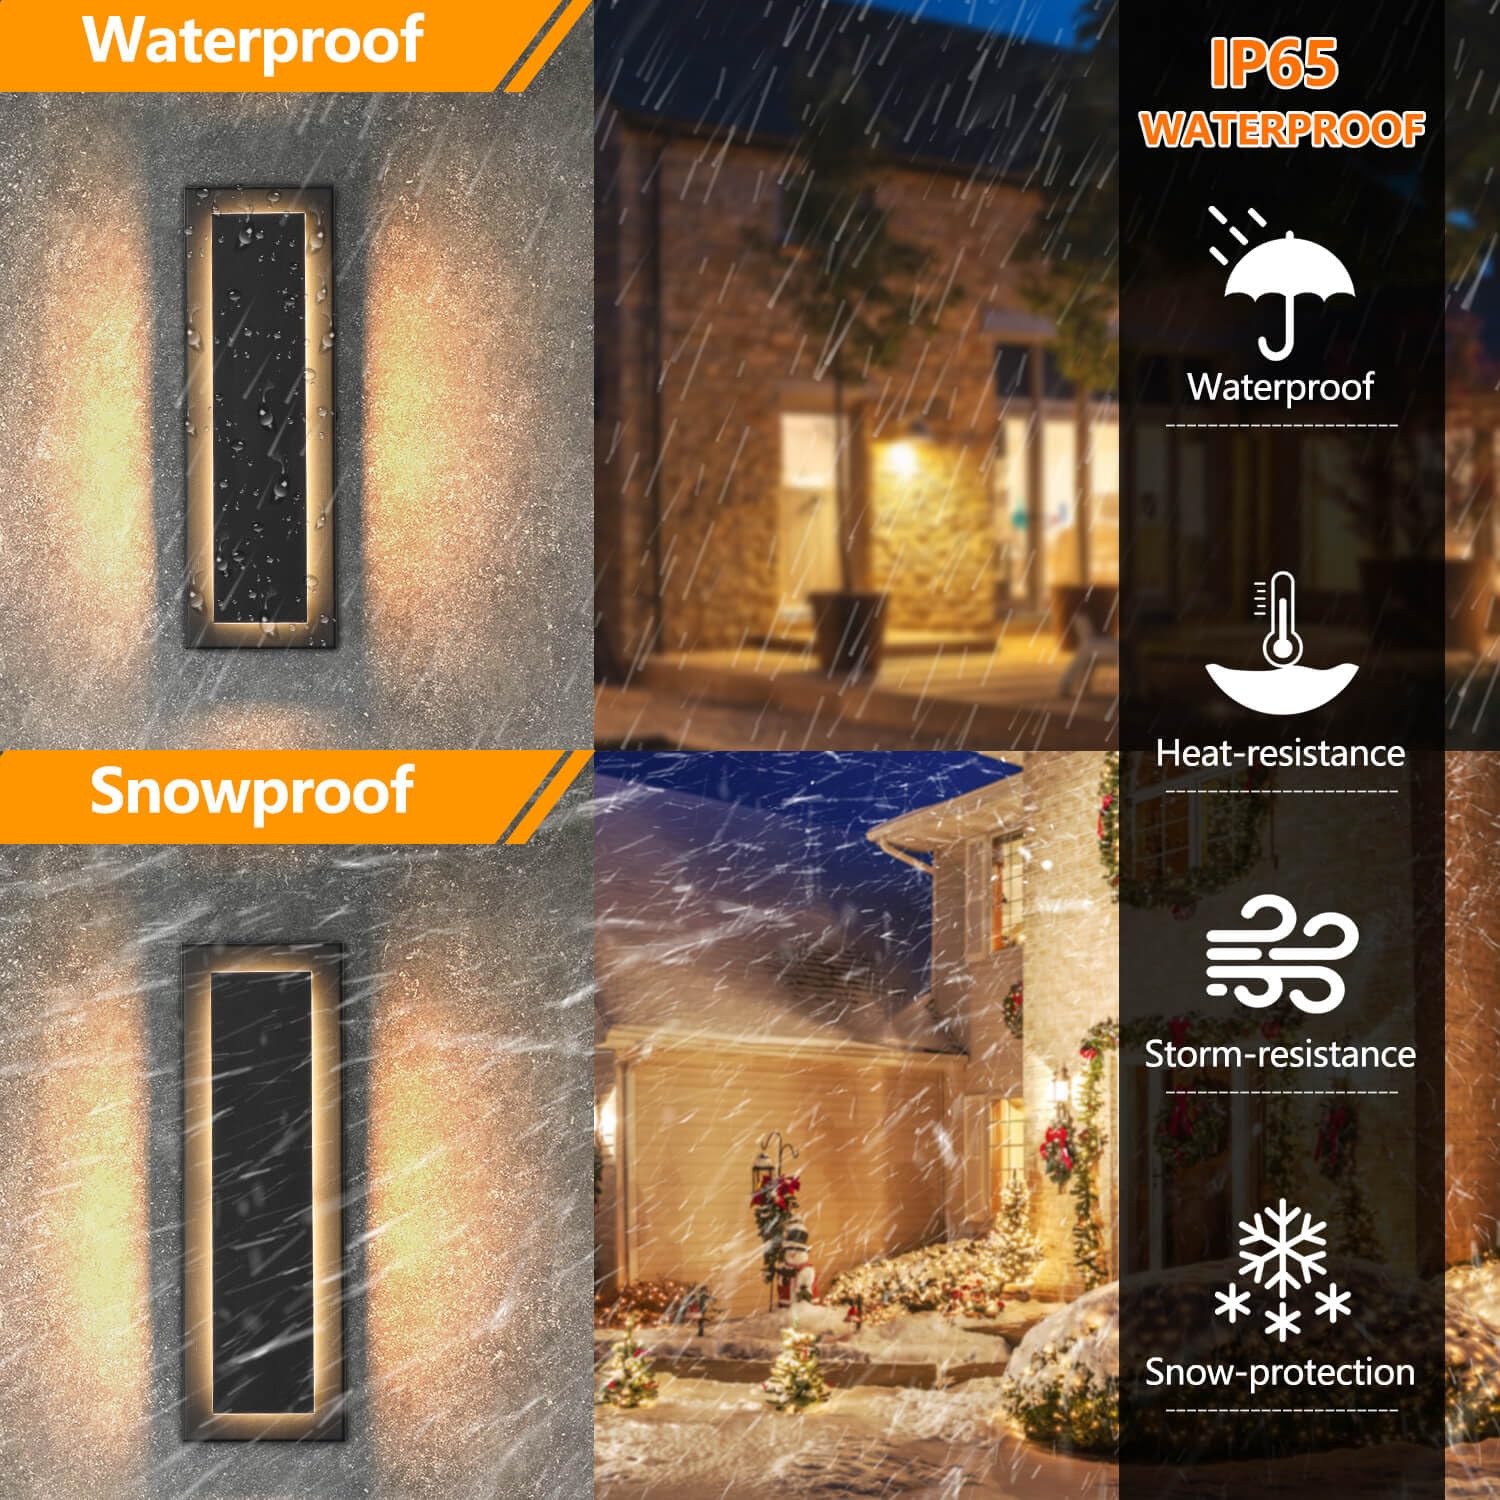 Waterproof
Snowproof
IP65
WATERPROOF
Waterproof
Heat-resistance
Storm-resistance
Snow-protection